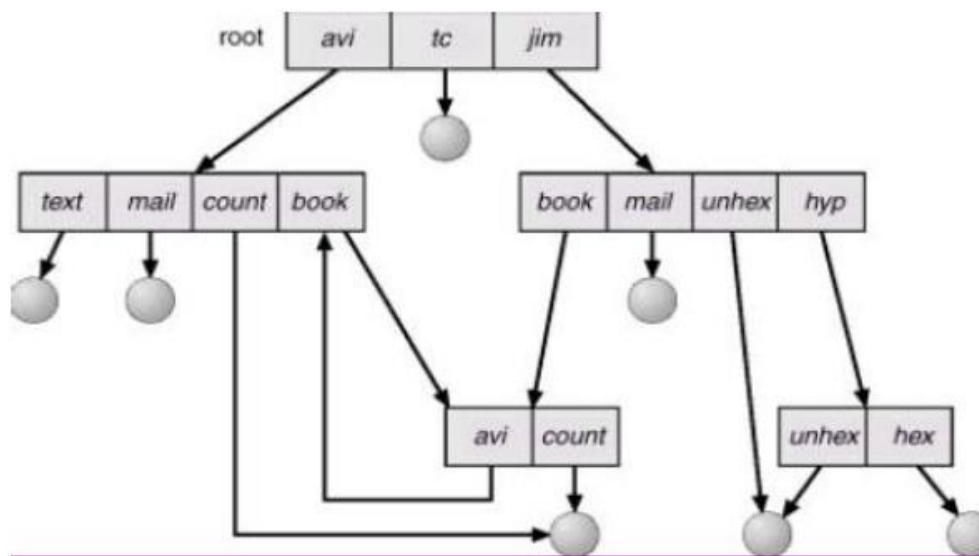 root avi tc jim
text mail count book book mail unhex hyp
avi count unhex hex